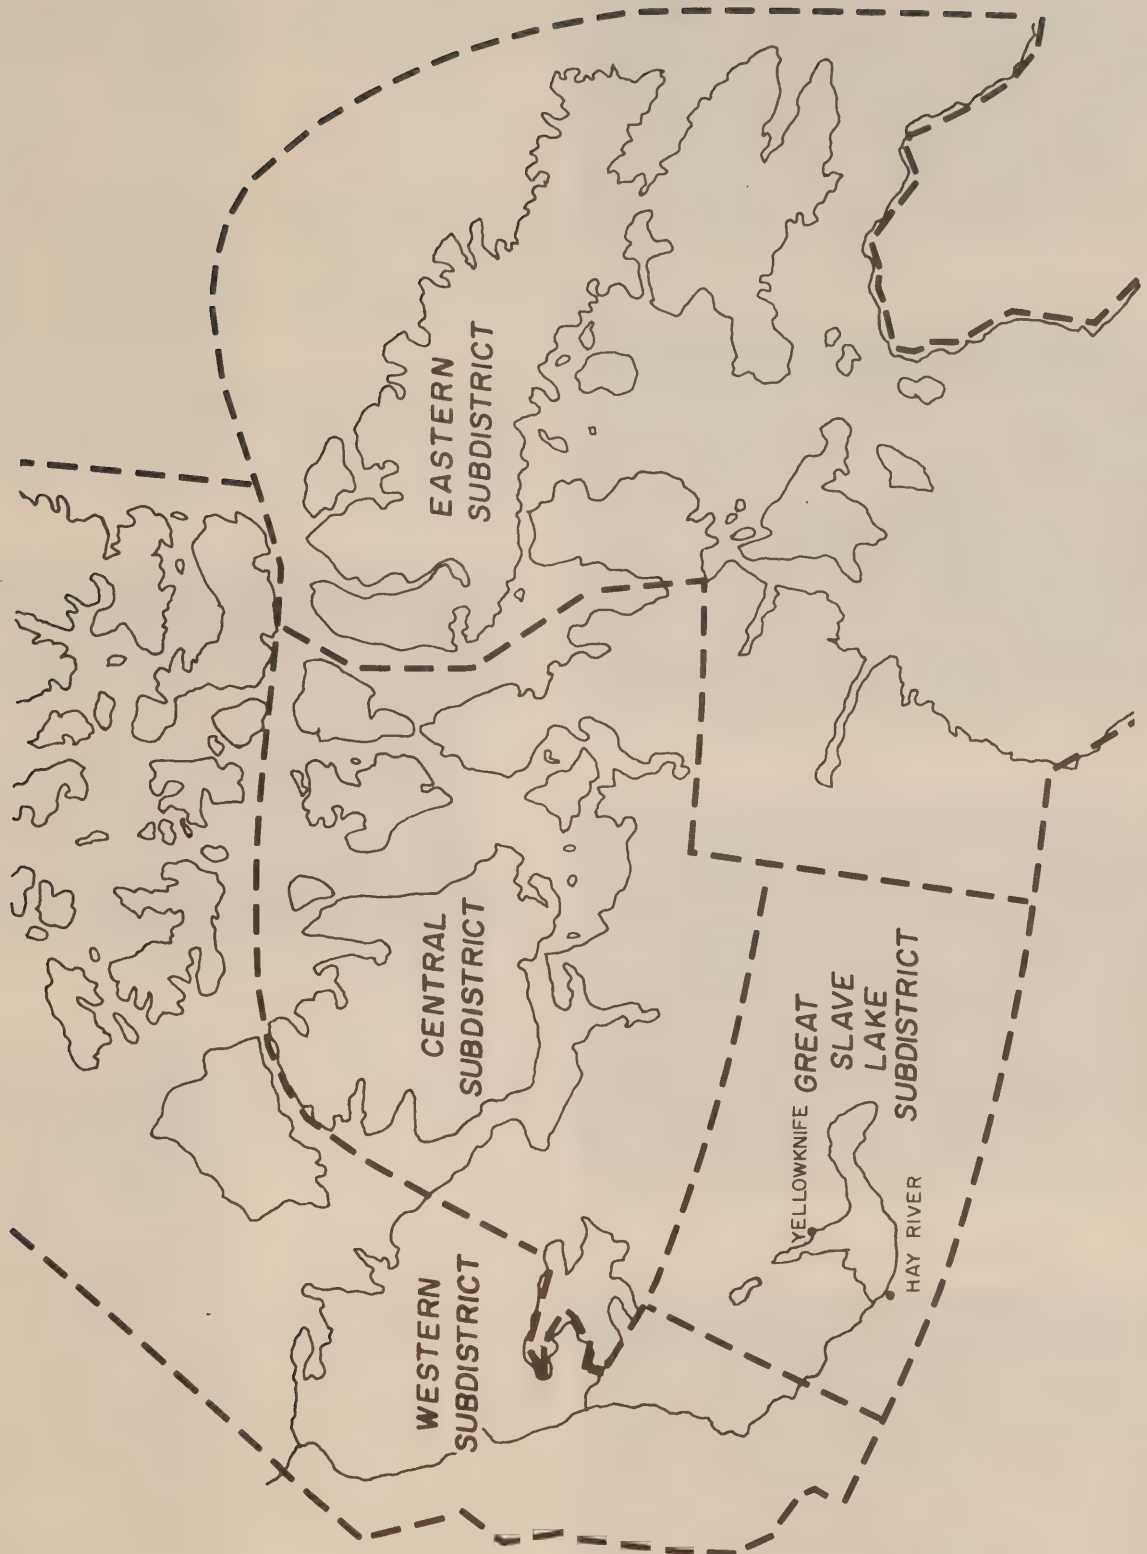 WESTERN
SUBDISTRICT
CENTRAL
SUBDISTRICT
EASTERN
SUBDISTRICT
YELLOWKNIFE
GREAT
SLAVE
LAKE
SUBDISTRICT
HAY RIVER